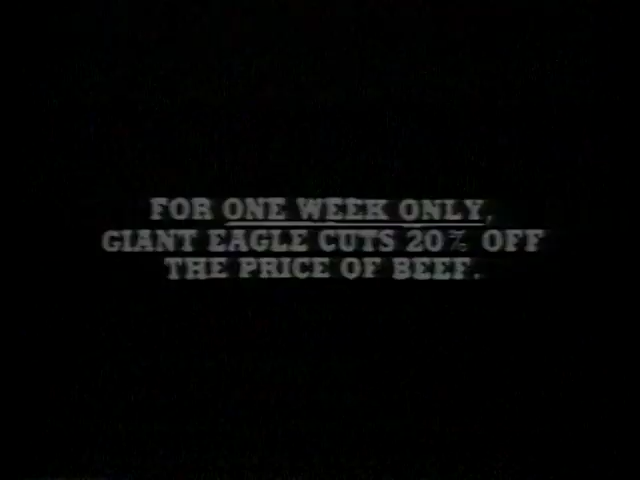 FOR ONE WEEK ONLY,
GIANT EAGLE CUTS 20% OFF
THE PRICE OF BEEF.